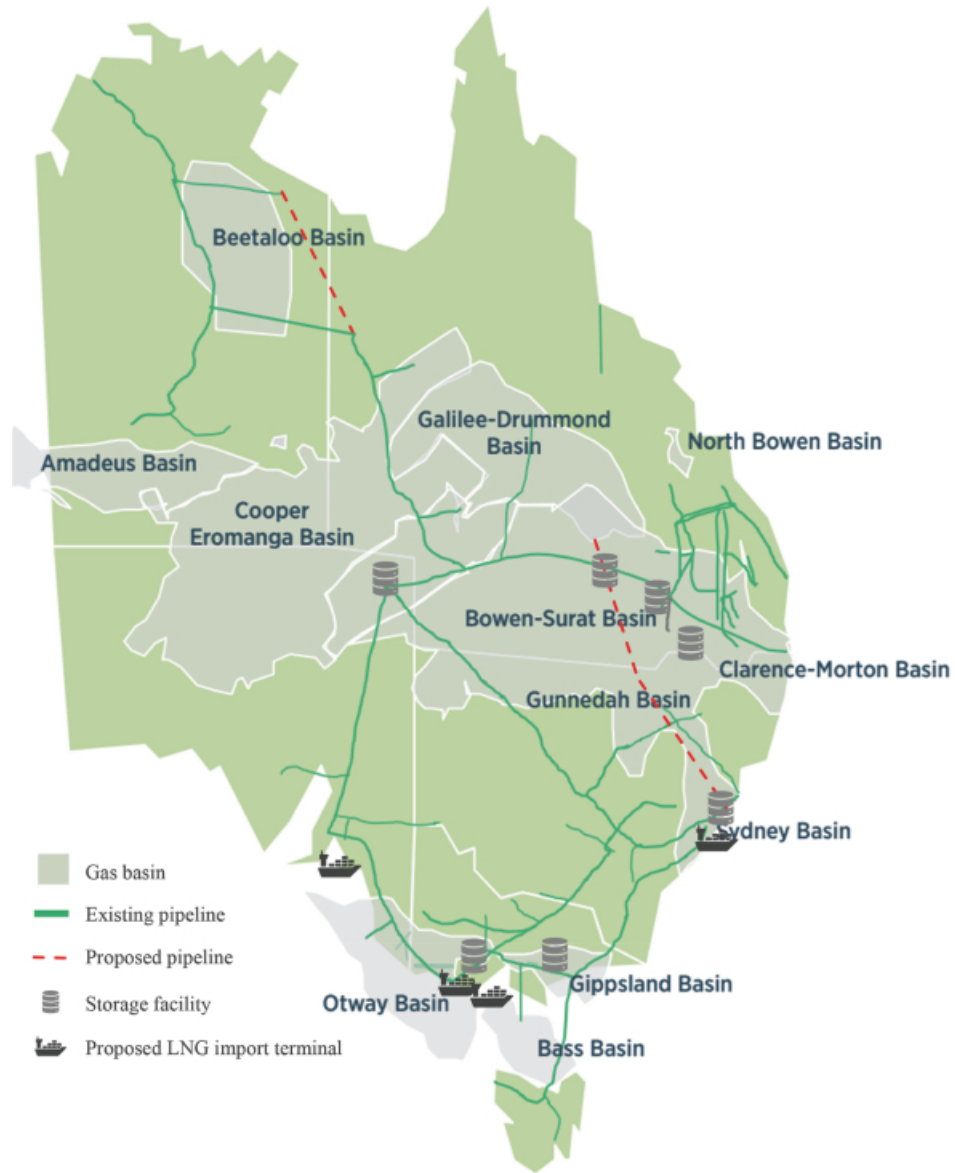 Beetaloo Basin
Galilee-Drummond
Basin
North Bowen Basin
Amadeus Basin
Cooper
Eromanga Basin
Bowen-Surat Basin
Clarence-Morton Basin
Gunnedah Basin
Sydney Basin
Gas basin
Existing pipeline
Proposed pipeline
Storage facility
Proposed LNG import terminal
Gippsland Basin
Otway Basin
Bass Basin